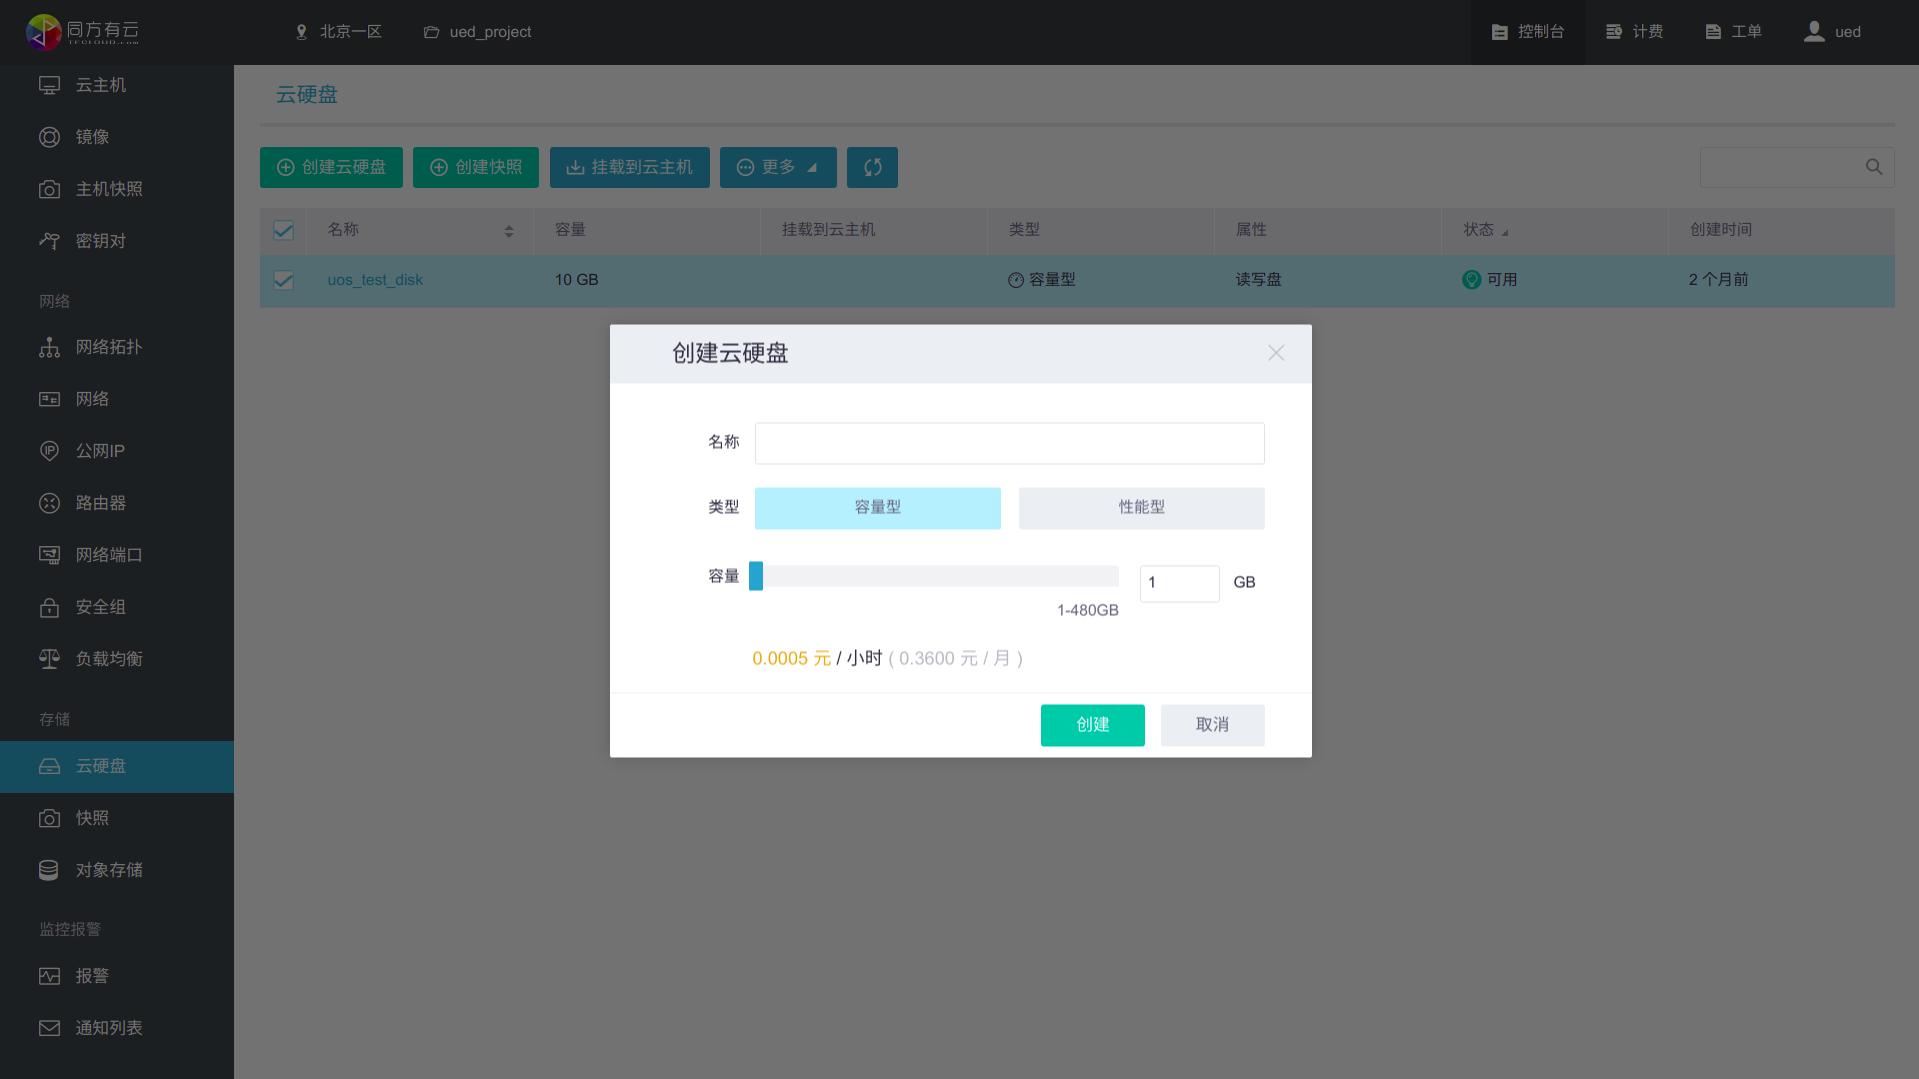 同方有云
TFCLOUD.com
北京一区
ued_project
控制台
计费
工单
ued
云主机
镜像
主机快照
密钥对
网络
网络拓扑
网络
公网IP
路由器
网络端口
安全组
负载均衡
存储
云硬盘
快照
对象存储
监控报警
报警
通知列表
云硬盘
创建云硬盘
创建快照
挂载到云主机
更多
名称
容量
挂载到云主机
类型
属性
状态
创建时间
uos_test_disk
10 GB
容量型
读写盘
可用
2 个月前
创建云硬盘
名称
类型
容量型
性能型
容量
1
GB
1-480GB
0.0005 元 / 小时 ( 0.3600 元 / 月 )
创建
取消